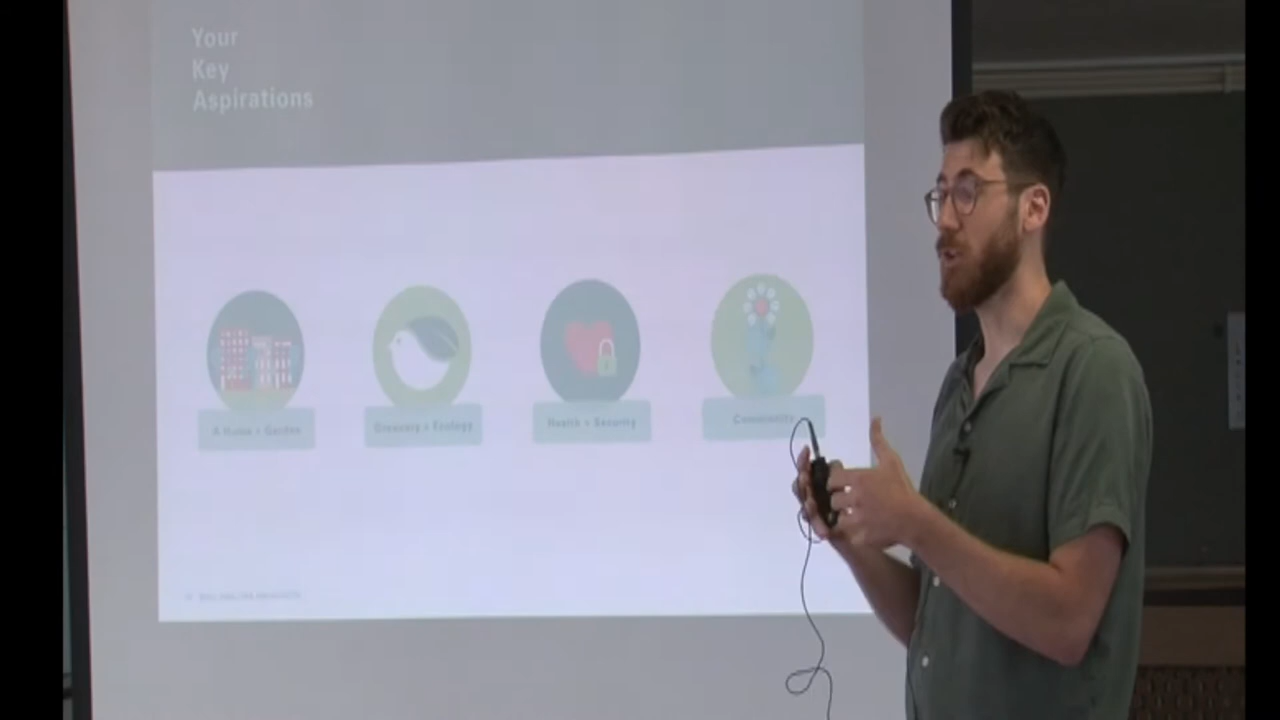 Your
Key
Aspirations
A Home + Garden
Greenery + Ecology
Health + Security
Community